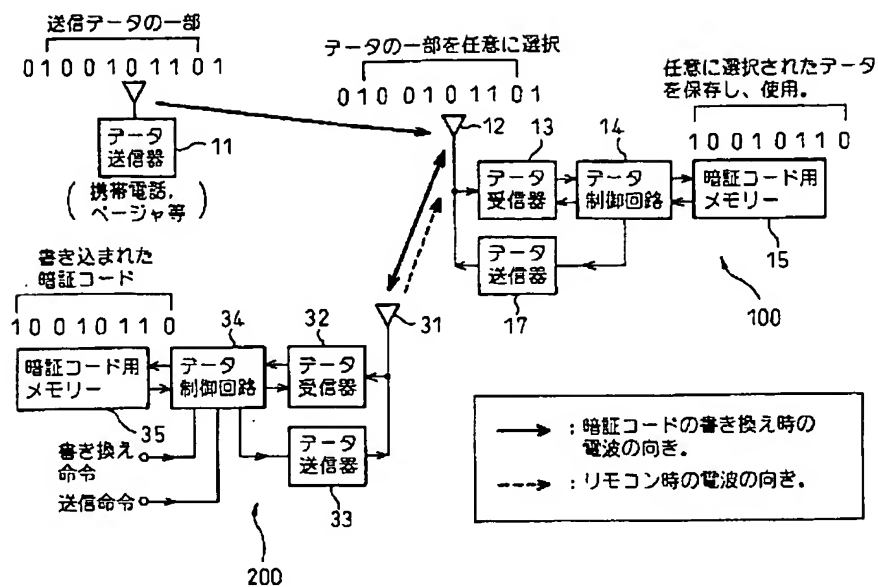 送信データの一部
0 1 0 0 1 0 1 1 0 1
データ
送信器
11
(携帯電話,
ページャ等)
データの一部を任意に選択
0 1 0 0 1 0 1 1 0 1
12
13
データ
受信器
14
データ
制御回路
任意に選択されたデータ
を保存し、使用。
1 0 0 1 0 1 1 0
暗証コード用
メモリー
15
データ
送信器
17
100
書き込まれた
暗証コード
1 0 0 1 0 1 1 0
暗証コード用
メモリー
35
34
データ
制御回路
32
データ
受信器
31
データ
送信器
33
書き換え
命令
送信命令
200
:暗証コードの書き換え時の
電波の向き。
:リモコン時の電波の向き。